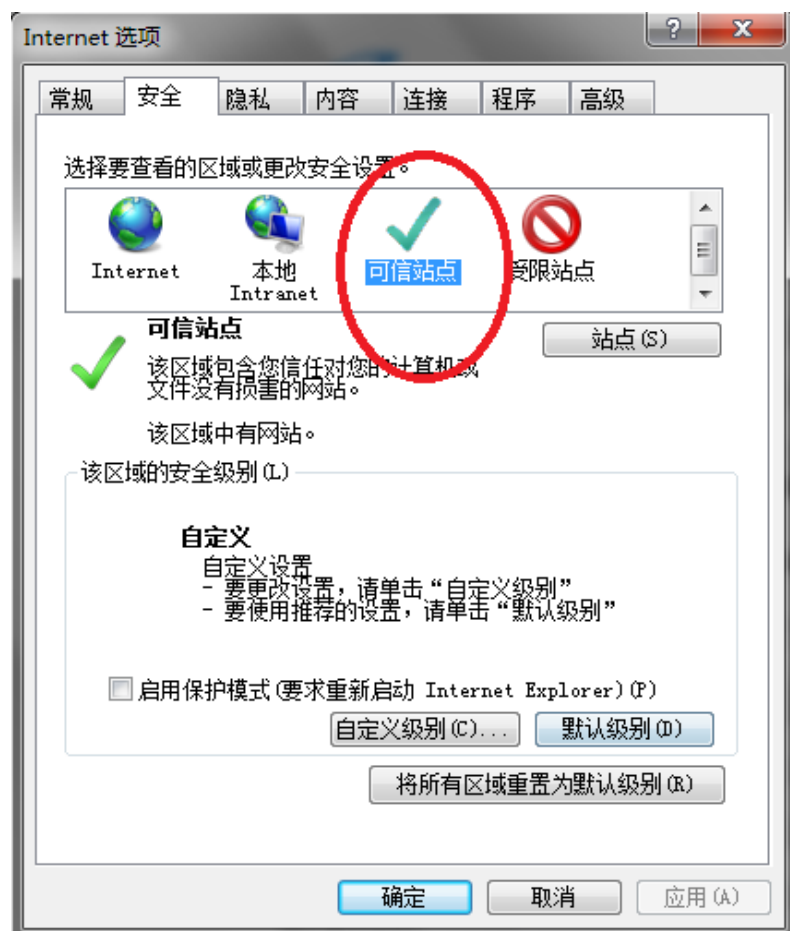 Internet 选项
常规 安全 隐私 内容 连接 程序 高级
选择要查看的区域或更改安全设置。
Internet
本地
Intranet
可信站点
受限站点
可信站点
站点(S)
该区域包含您信任对您的计算机或
文件没有损害的网站。
该区域中有网站。
该区域的安全级别(L)
自定义
自定义设置
- 要更改设置，请单击“自定义级别”
- 要使用推荐的设置，请单击“默认级别”
启用保护模式(要求重新启动 Internet Explorer)(P)
自定义级别(C)... 默认级别(D)
将所有区域重置为默认级别(R)
确定 取消 应用(A)